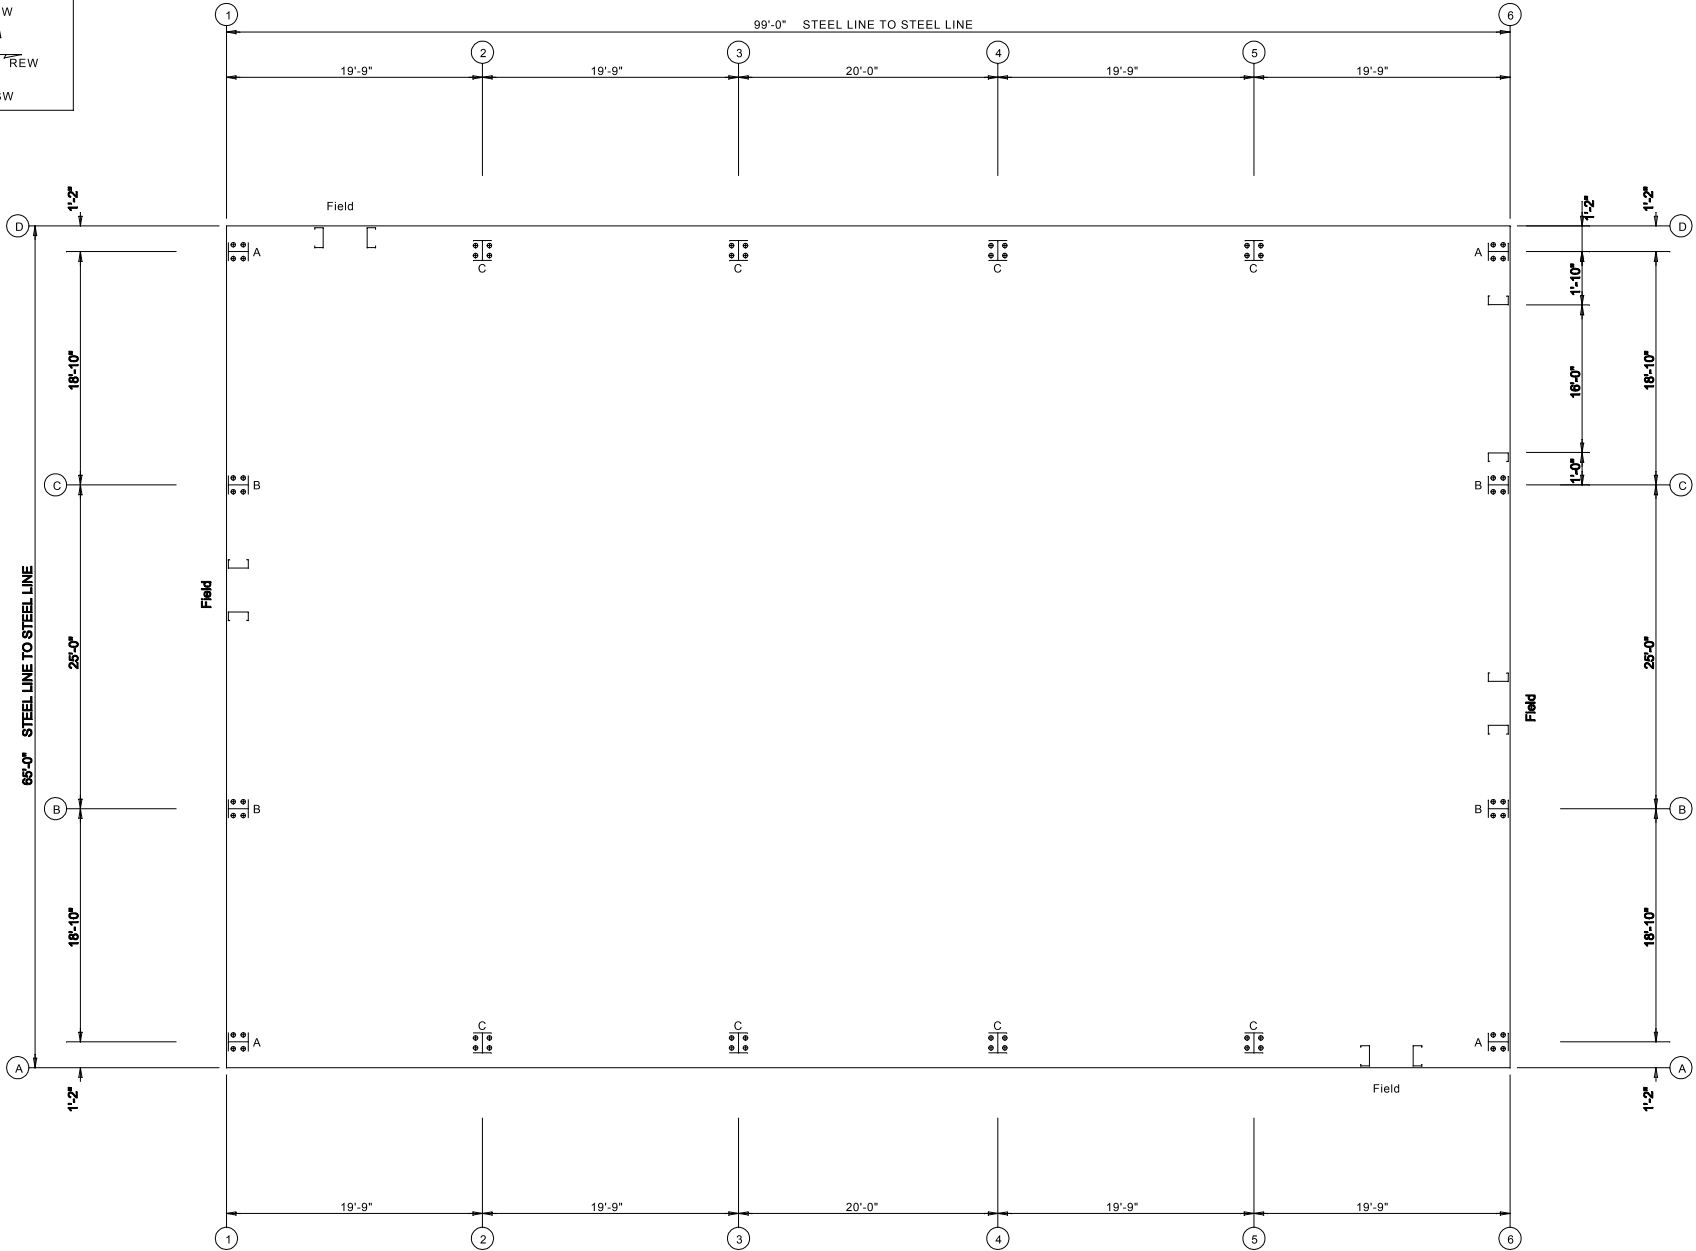 W
REW
SW
1
99'-0" STEEL LINE TO STEEL LINE
6
2
3
4
5
19'-9"
19'-9"
20'-0"
19'-9"
19'-9"
1'-2"
1'-2"
1'-2"
Field
D
D
A
C
C
C
C
A
1'-10"
18'-10"
16'-0"
18'-10"
1'-0"
C
B
B
C
Field
65'-0" STEEL LINE TO STEEL LINE
25'-0"
25'-0"
Field
B
B
B
B
18'-10"
18'-10"
C
C
C
C
A
A
A
A
Field
1'-2"
1'-2"
19'-9"
19'-9"
20'-0"
19'-9"
19'-9"
1
2
3
4
5
6